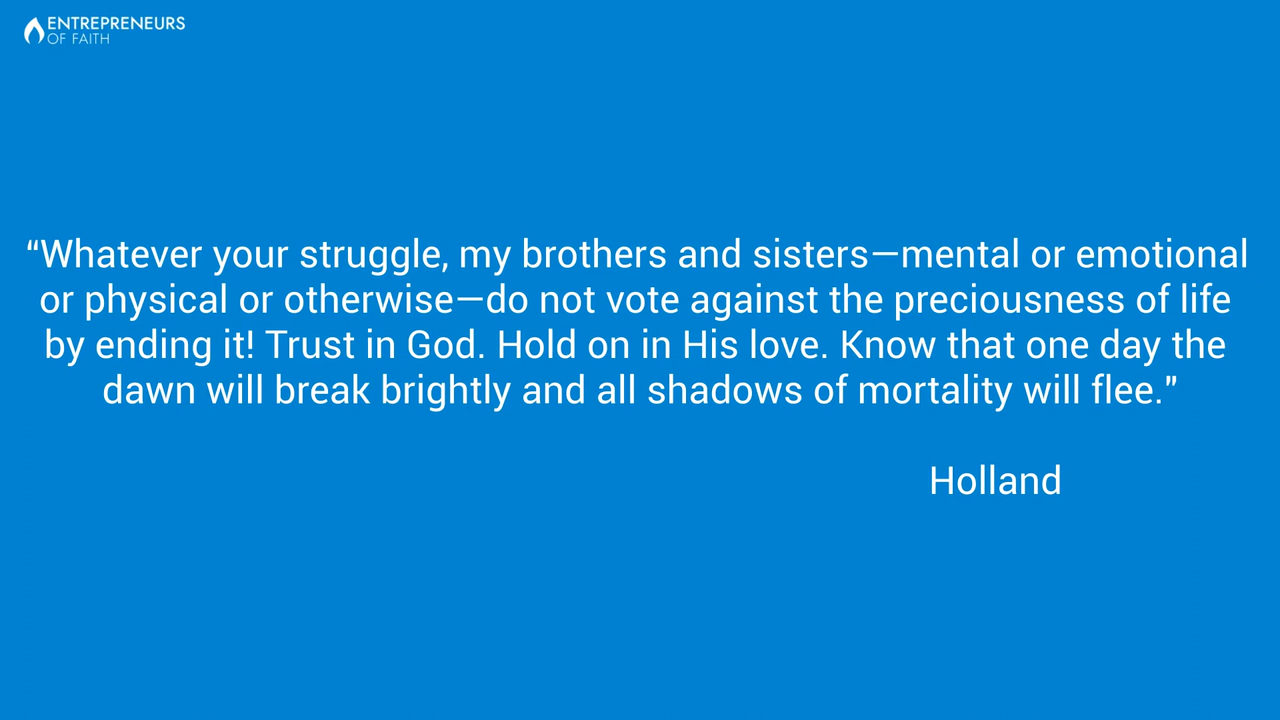 ENTREPRENEURS
OF FAITH
“Whatever your struggle, my brothers and sisters—mental or emotional
or physical or otherwise—do not vote against the preciousness of life
by ending it! Trust in God. Hold on in His love. Know that one day the
dawn will break brightly and all shadows of mortality will flee.”
Holland